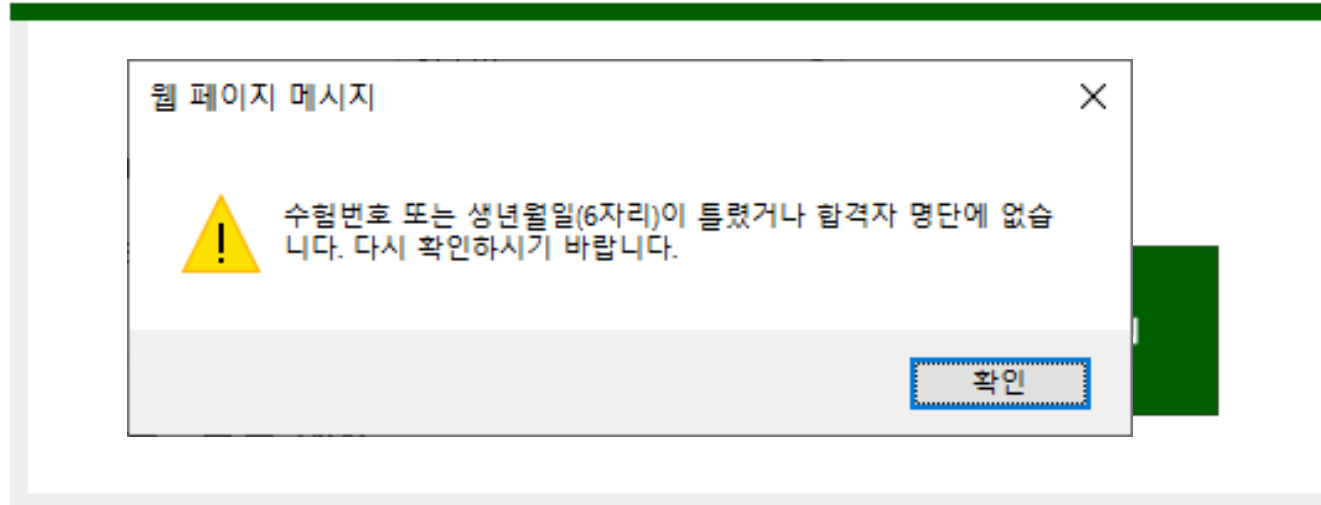 웹 페이지 메시지
수험번호 또는 생년월일(6자리)이 틀렸거나 합격자 명단에 없습
니다. 다시 확인하시기 바랍니다.
확인